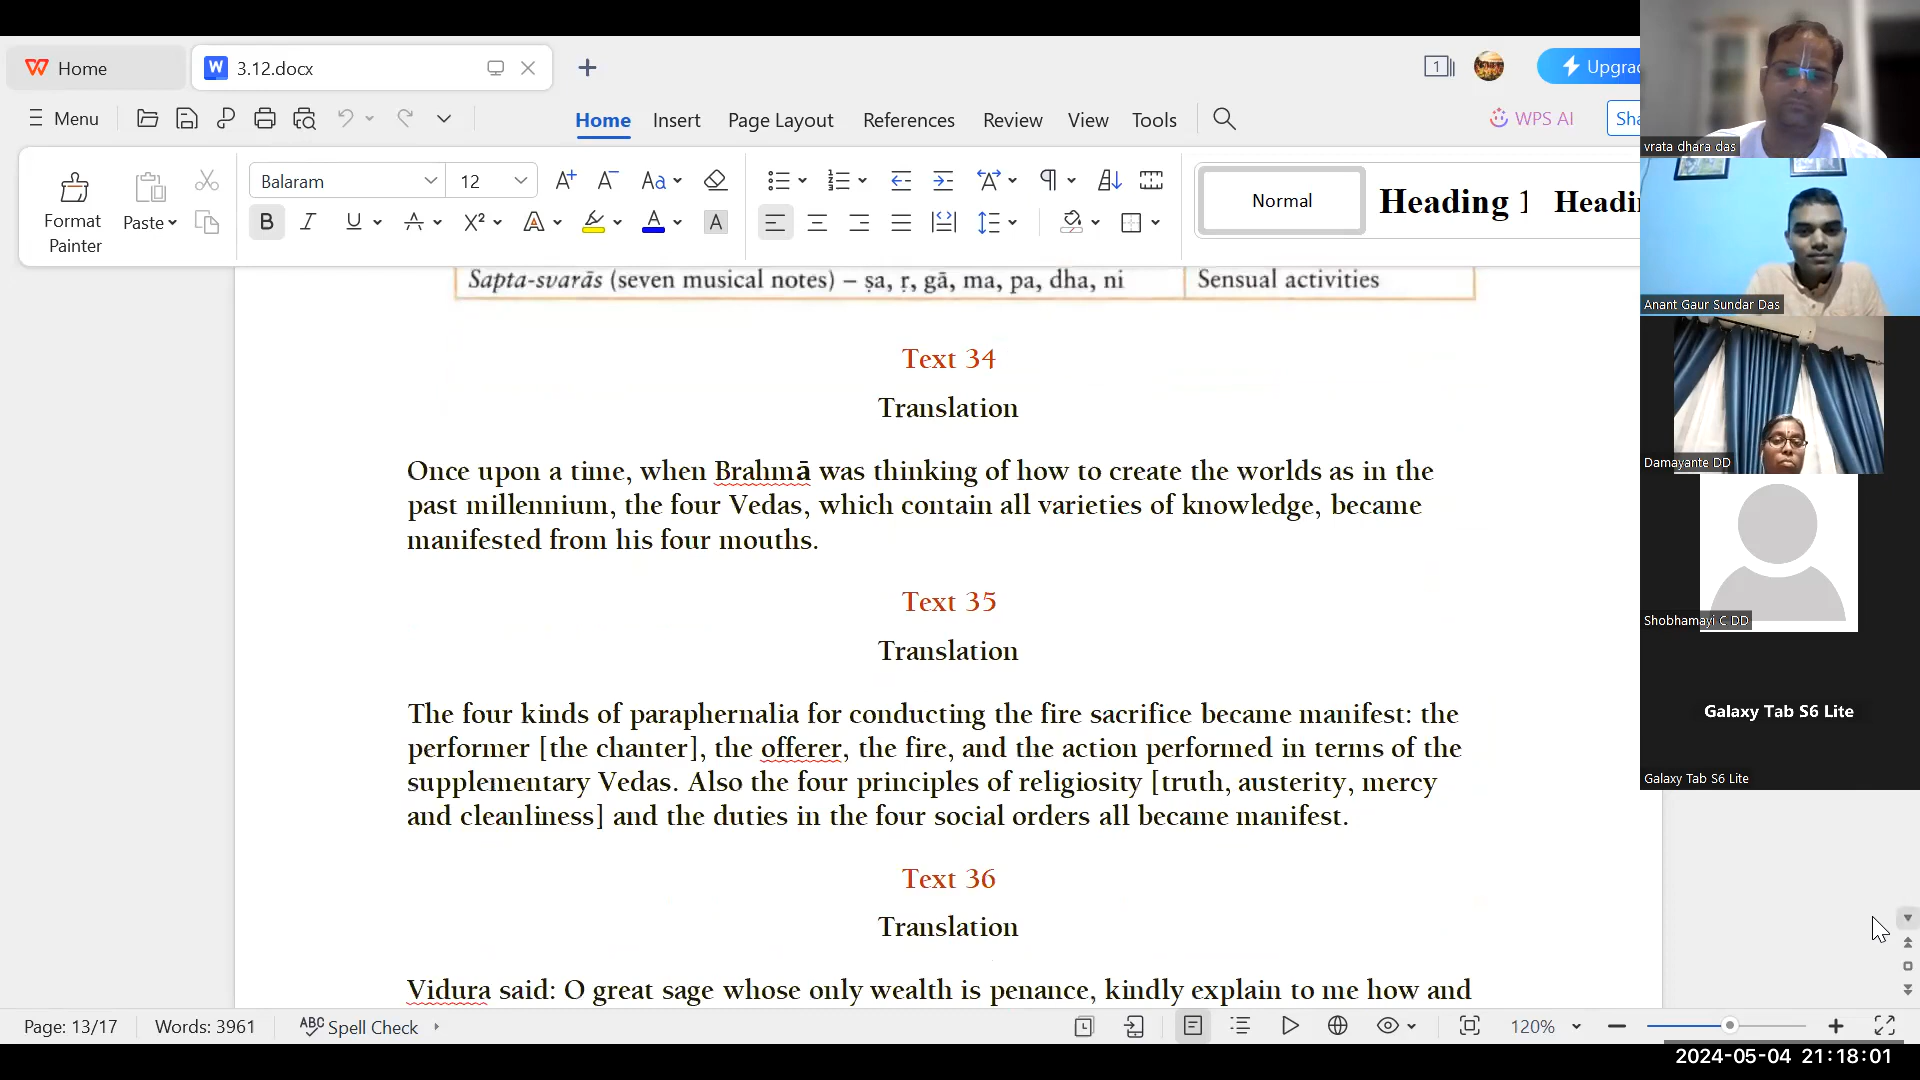 Home
3.12.docx
1
Upgra
Menu
Home Insert Page Layout References Review View Tools
WPS AI
Sha
Format Painter
Paste
Balaram
12
Normal
Heading 1
Headi
Sapta-svarās (seven musical notes) – ṣa, ṛ, gā, ma, pa, dha, ni
Sensual activities
Text 34
Translation
Once upon a time, when Brahmā was thinking of how to create the worlds as in the
past millennium, the four Vedas, which contain all varieties of knowledge, became
manifested from his four mouths.
Text 35
Translation
The four kinds of paraphernalia for conducting the fire sacrifice became manifest: the
performer [the chanter], the offerer, the fire, and the action performed in terms of the
supplementary Vedas. Also the four principles of religiosity [truth, austerity, mercy
and cleanliness] and the duties in the four social orders all became manifest.
Text 36
Translation
Vidura said: O great sage whose only wealth is penance, kindly explain to me how and
Page: 13/17
Words: 3961
Spell Check
120%
vrata dhara das
Anant Gaur Sundar Das
Damayante DD
Shobhamayi C DD
Galaxy Tab S6 Lite
Galaxy Tab S6 Lite
2024-05-04 21:18:01